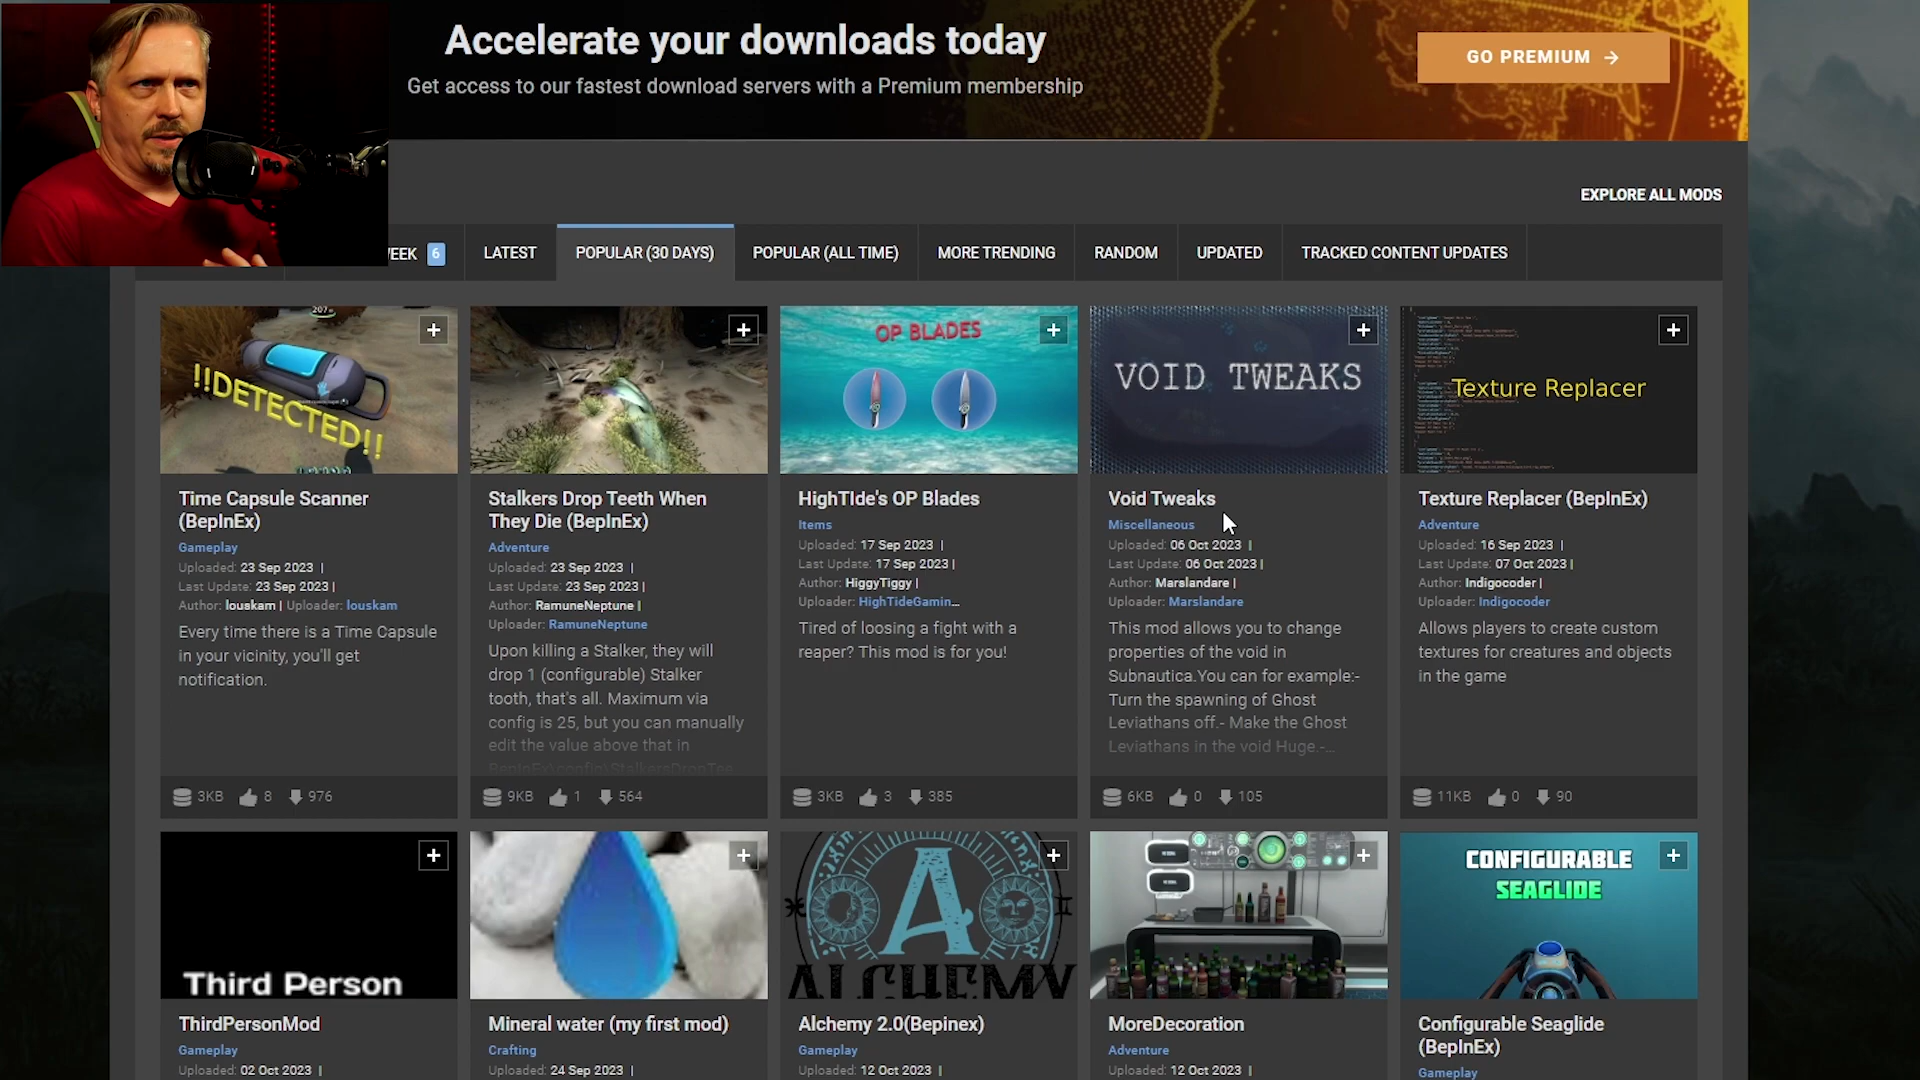 Accelerate your downloads today
Get access to our fastest download servers with a Premium membership
GO PREMIUM →
EXPLORE ALL MODS
EEK 6
LATEST
POPULAR (30 DAYS)
POPULAR (ALL TIME)
MORE TRENDING
RANDOM
UPDATED
TRACKED CONTENT UPDATES
207
!!DETECTED!!
Time Capsule Scanner
(BepInEx)
Gameplay
Uploaded: 23 Sep 2023 |
Last Update: 23 Sep 2023 |
Author: louskam | Uploader: louskam
Every time there is a Time Capsule
in your vicinity, you'll get
notification.
3KB 8 976
Stalkers Drop Teeth When
They Die (BepInEx)
Adventure
Uploaded: 23 Sep 2023 |
Last Update: 23 Sep 2023 |
Author: RamuneNeptune |
Uploader: RamuneNeptune
Upon killing a Stalker, they will
drop 1 (configurable) Stalker
tooth, that's all. Maximum via
config is 25, but you can manually
edit the value above that in
BepInEx\config\StalkersDropTee
9KB 1 564
OP BLADES
HighTIde's OP Blades
Items
Uploaded: 17 Sep 2023 |
Last Update: 17 Sep 2023 |
Author: HiggyTiggy |
Uploader: HighTideGamin...
Tired of loosing a fight with a
reaper? This mod is for you!
3KB 3 385
VOID TWEAKS
Void Tweaks
Miscellaneous
Uploaded: 06 Oct 2023 |
Last Update: 06 Oct 2023 |
Author: Marslandare |
Uploader: Marslandare
This mod allows you to change
properties of the void in
Subnautica.You can for example:-
Turn the spawning of Ghost
Leviathans off.- Make the Ghost
Leviathans in the void Huge.-...
6KB 0 105
Texture Replacer
Texture Replacer (BepInEx)
Adventure
Uploaded: 16 Sep 2023 |
Last Update: 07 Oct 2023 |
Author: Indigocoder |
Uploader: Indigocoder
Allows players to create custom
textures for creatures and objects
in the game
11KB 0 90
Third Person
ThirdPersonMod
Gameplay
Uploaded: 02 Oct 2023 |
Mineral water (my first mod)
Crafting
Uploaded: 24 Sep 2023 |
A
ALCHEMY
Alchemy 2.0(Bepinex)
Gameplay
Uploaded: 12 Oct 2023 |
MoreDecoration
Adventure
Uploaded: 12 Oct 2023 |
CONFIGURABLE
SEAGLIDE
Configurable Seaglide
(BepInEx)
Gameplay